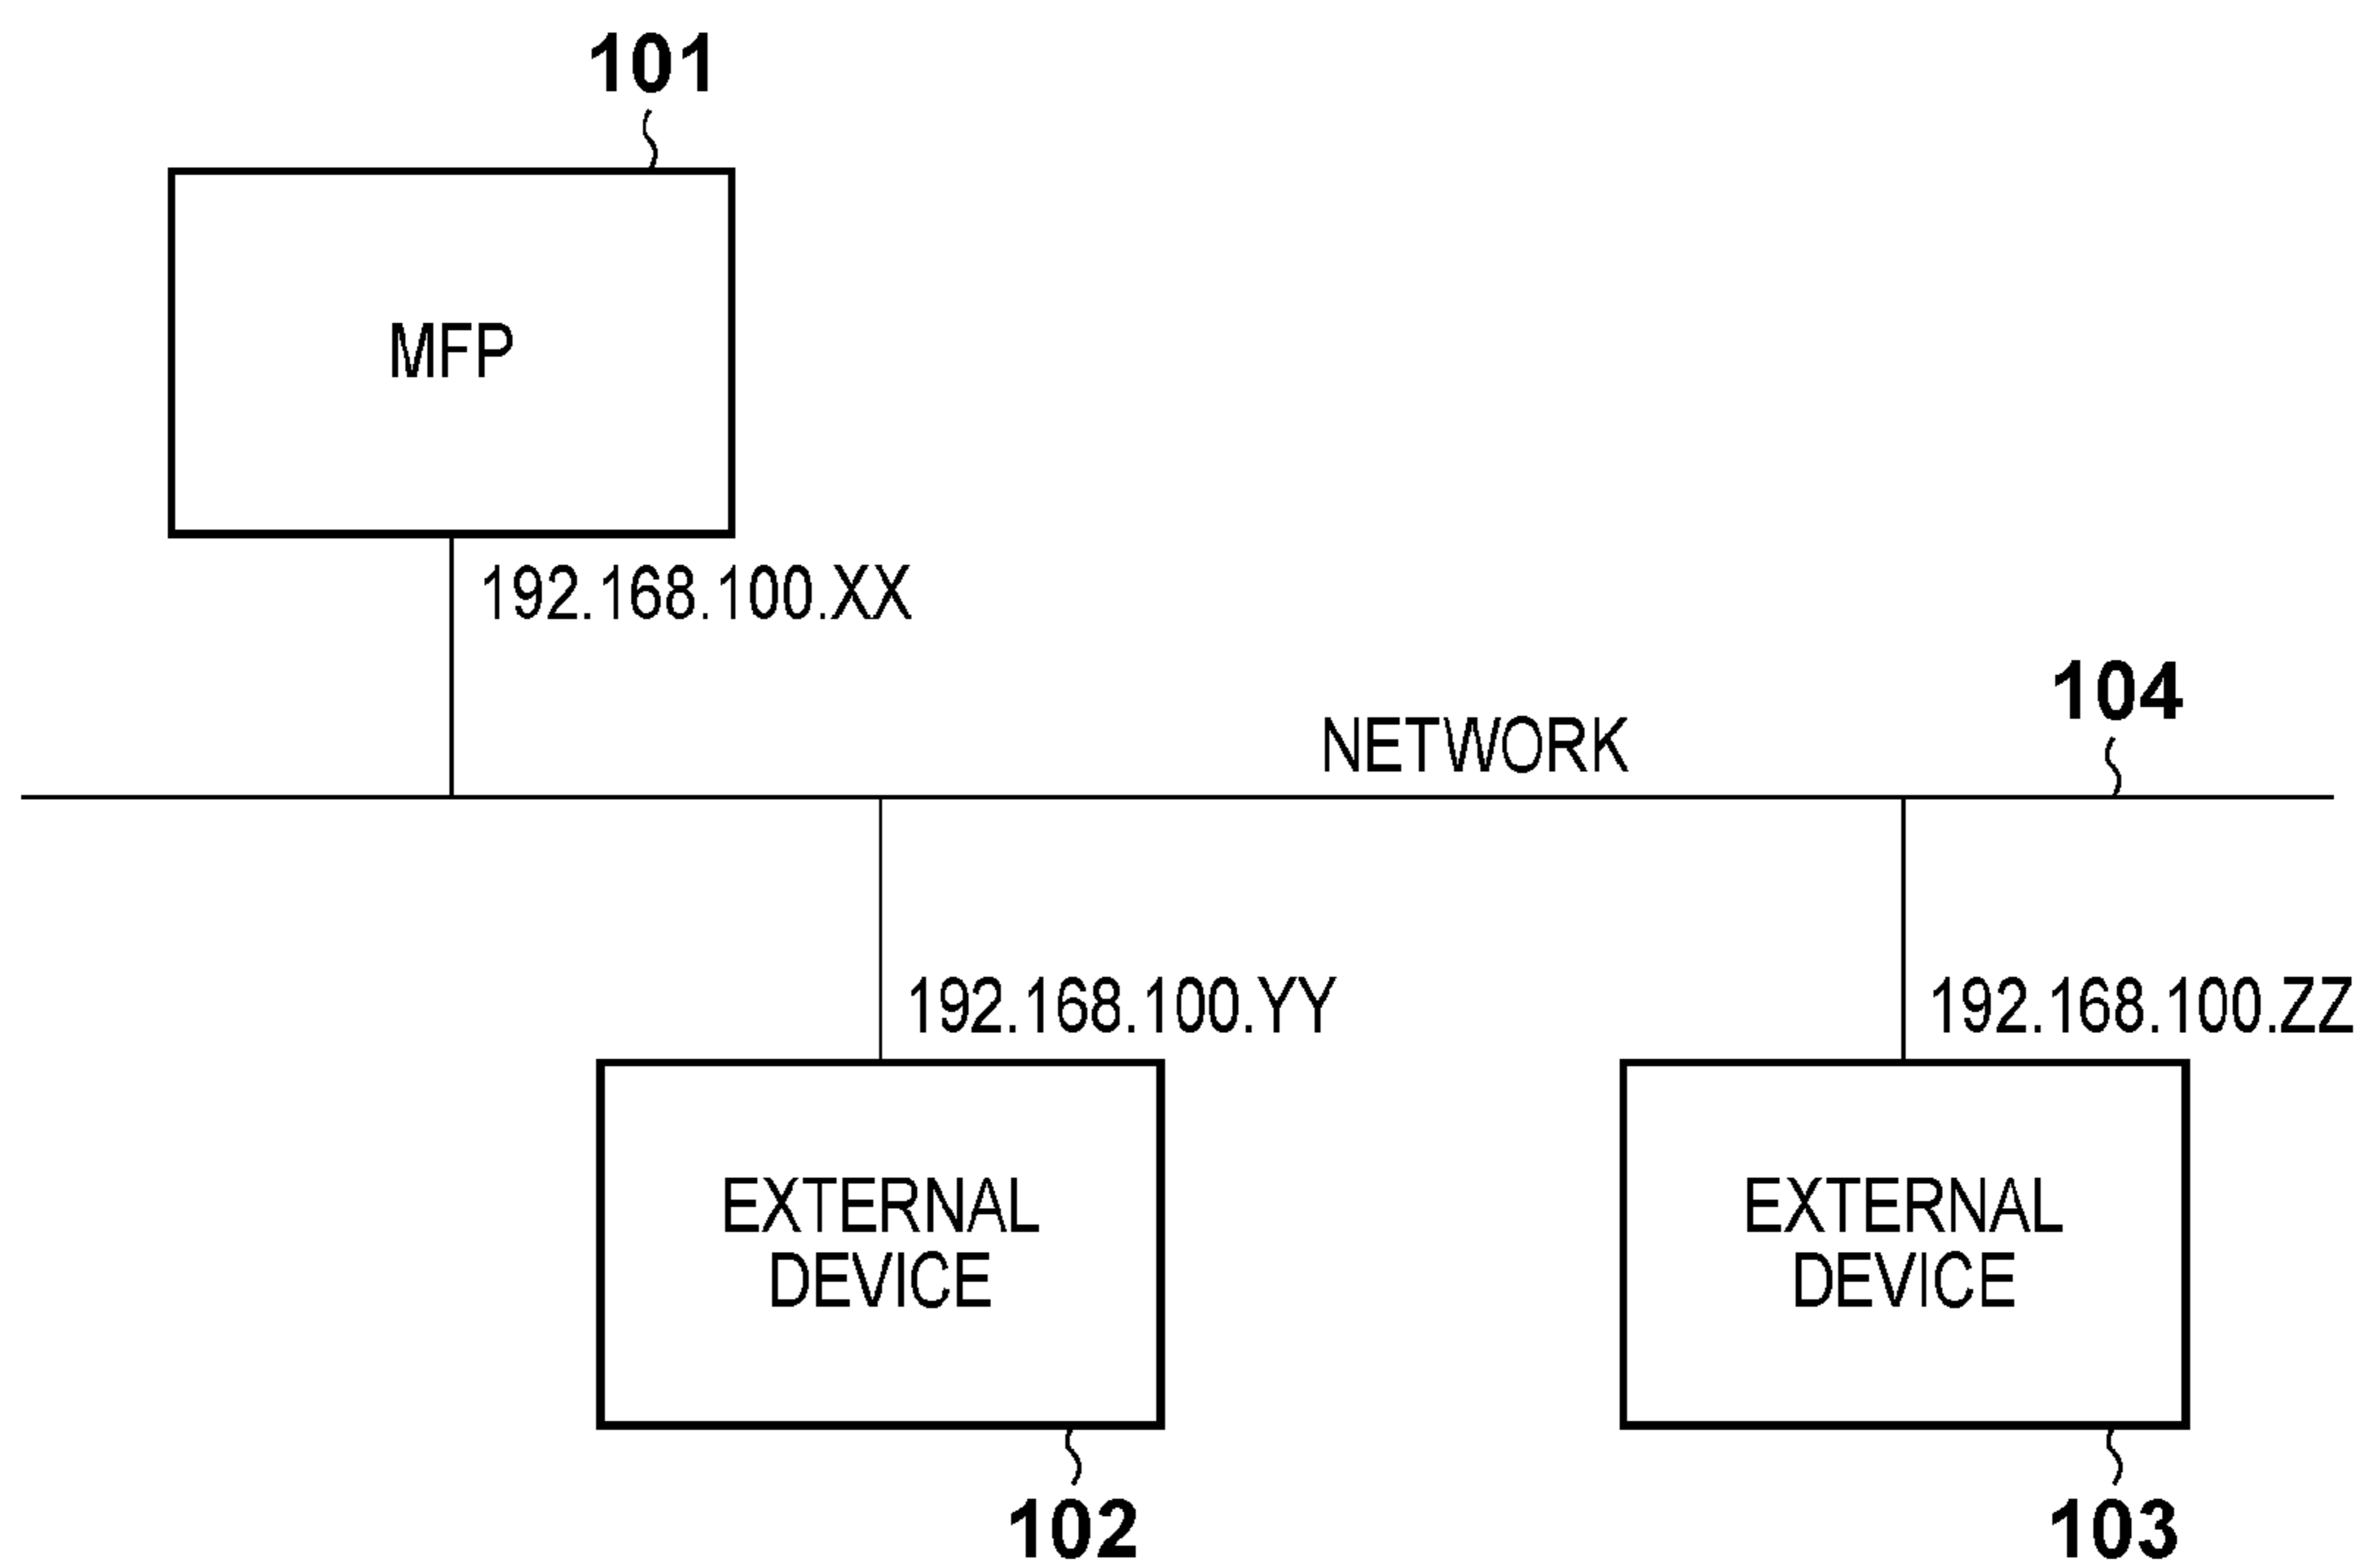 101
MFP
192.168.100.XX
104
NETWORK
192.168.100.YY
192.168.100.ZZ
EXTERNAL
DEVICE
EXTERNAL
DEVICE
102
103